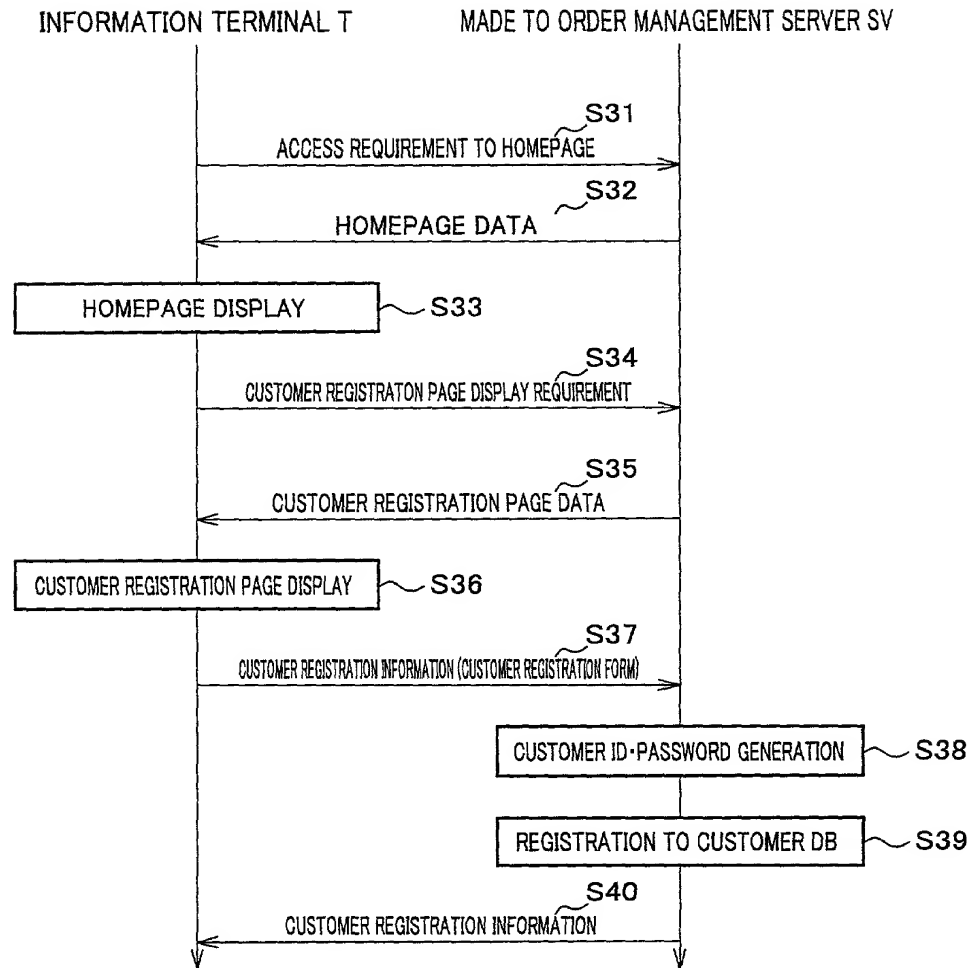 INFORMATION TERMINAL T
MADE TO ORDER MANAGEMENT SERVER SV
S31
ACCESS REQUIREMENT TO HOMEPAGE
S32
HOMEPAGE DATA
HOMEPAGE DISPLAY
S33
S34
CUSTOMER REGISTRATON PAGE DISPLAY REQUIREMENT
S35
CUSTOMER REGISTRATION PAGE DATA
CUSTOMER REGISTRATION PAGE DISPLAY
S36
S37
CUSTOMER REGISTRATION INFORMATION (CUSTOMER REGISTRATION FORM)
CUSTOMER ID・PASSWORD GENERATION
S38
REGISTRATION TO CUSTOMER DB
S39
S40
CUSTOMER REGISTRATION INFORMATION